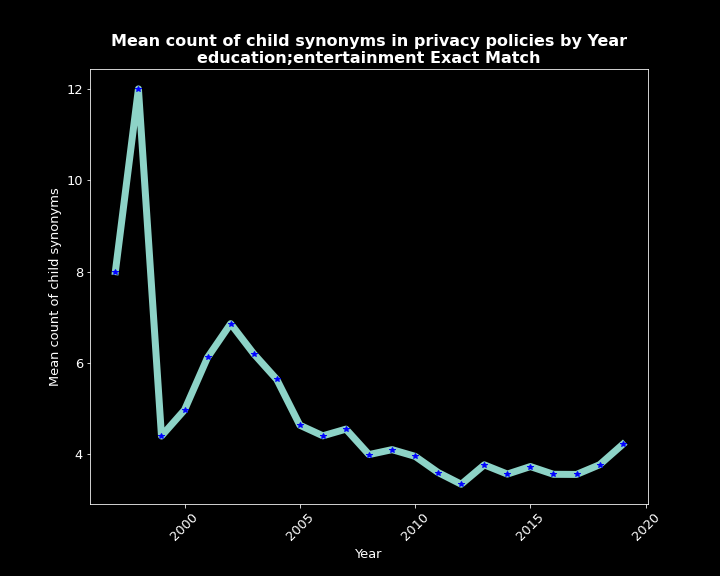 Mean count of child synonyms in privacy policies by Year
education;entertainment Exact Match
12
10
8
6
4
Mean count of child synonyms
2000
2005
2010
2015
2020
Year